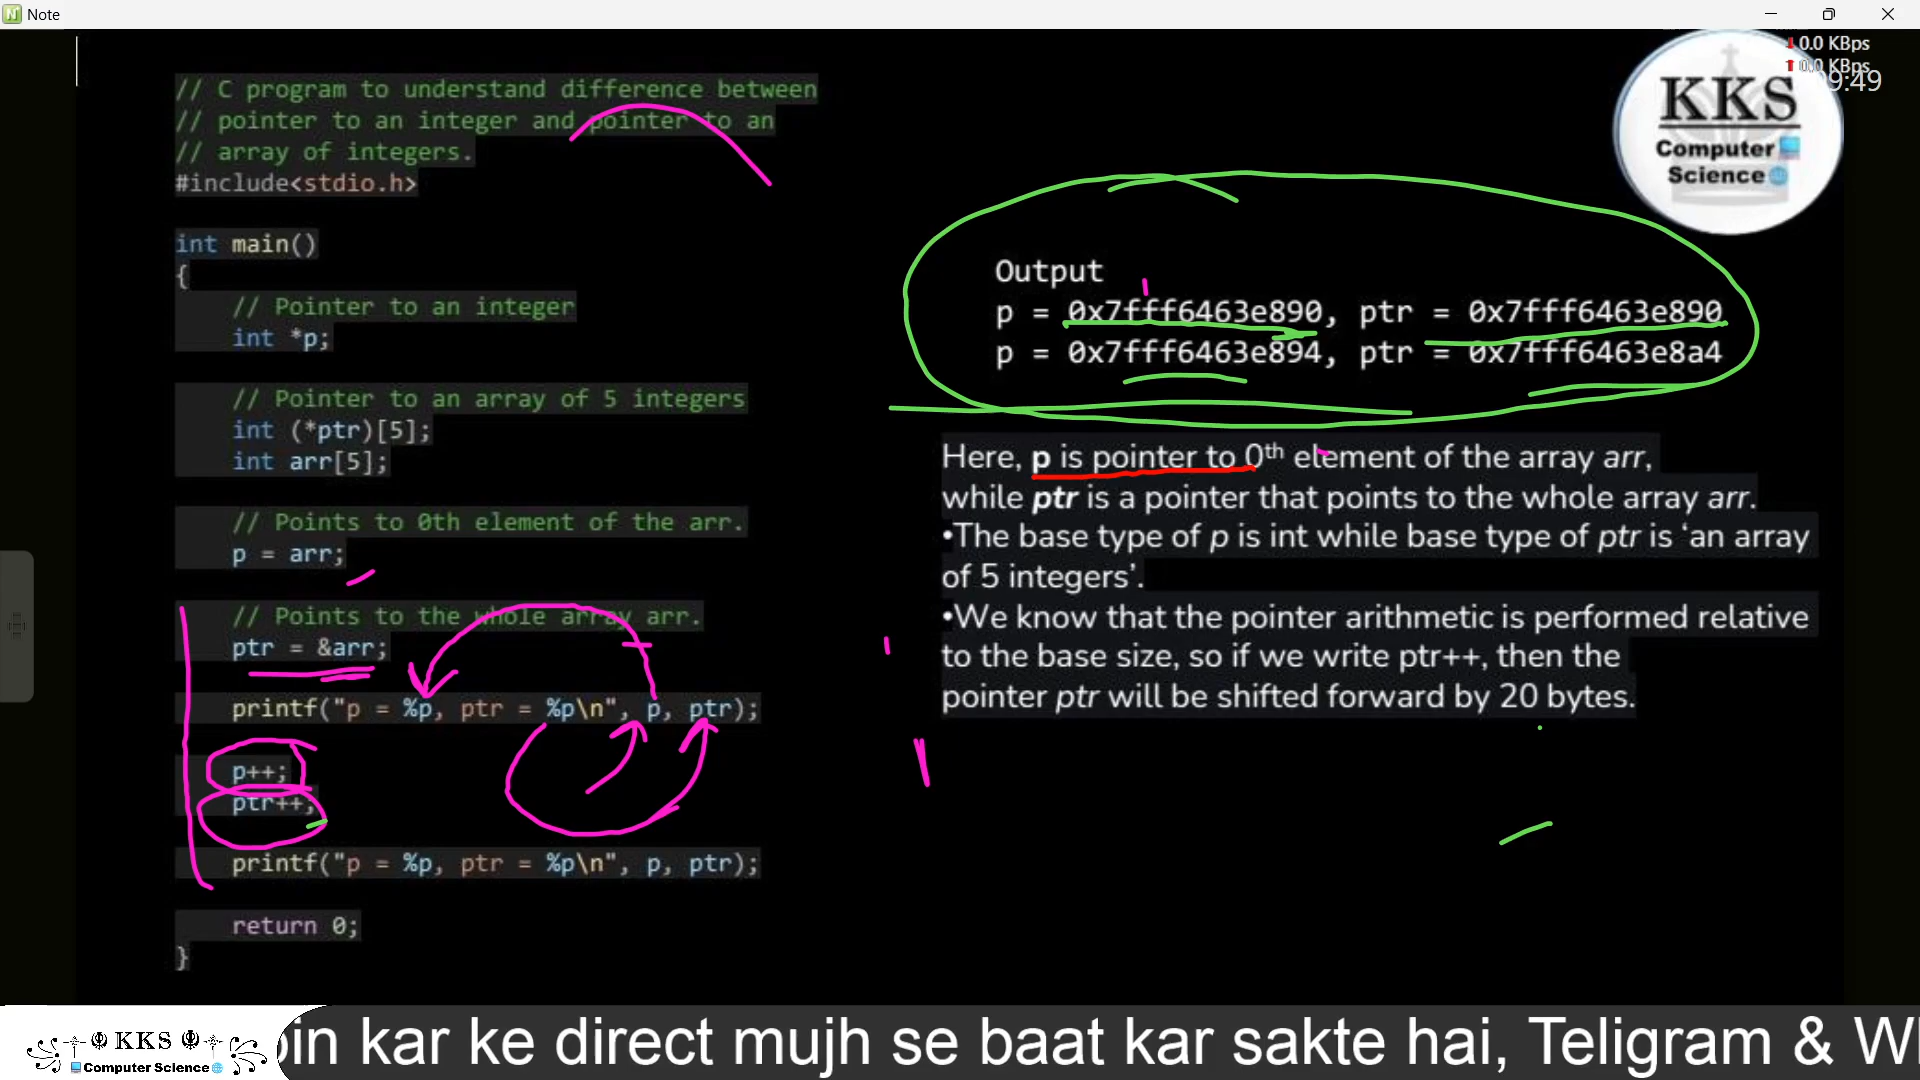 Note
0.0 KBps
0.0 KBps
9:49
KKS
Computer
Science
// C program to understand difference between
// pointer to an integer and pointer to an
// array of integers.
#include<stdio.h>
int main()
{
// Pointer to an integer
int *p;
// Pointer to an array of 5 integers
int (*ptr)[5];
int arr[5];
// Points to 0th element of the arr.
p = arr;
// Points to the whole array arr.
ptr = &arr;
printf("p = %p, ptr = %p\n", p, ptr);
p++;
ptr++;
printf("p = %p, ptr = %p\n", p, ptr);
return 0;
}
Output
p = 0x7fff6463e890, ptr = 0x7fff6463e890
p = 0x7fff6463e894, ptr = 0x7fff6463e8a4
Here, p is pointer to 0th element of the array arr,
while ptr is a pointer that points to the whole array arr.
•The base type of p is int while base type of ptr is ‘an array
of 5 integers’.
•We know that the pointer arithmetic is performed relative
to the base size, so if we write ptr++, then the
pointer ptr will be shifted forward by 20 bytes.
KKS
Computer Science
kar ke direct mujh se baat kar sakte hai, Teligram &